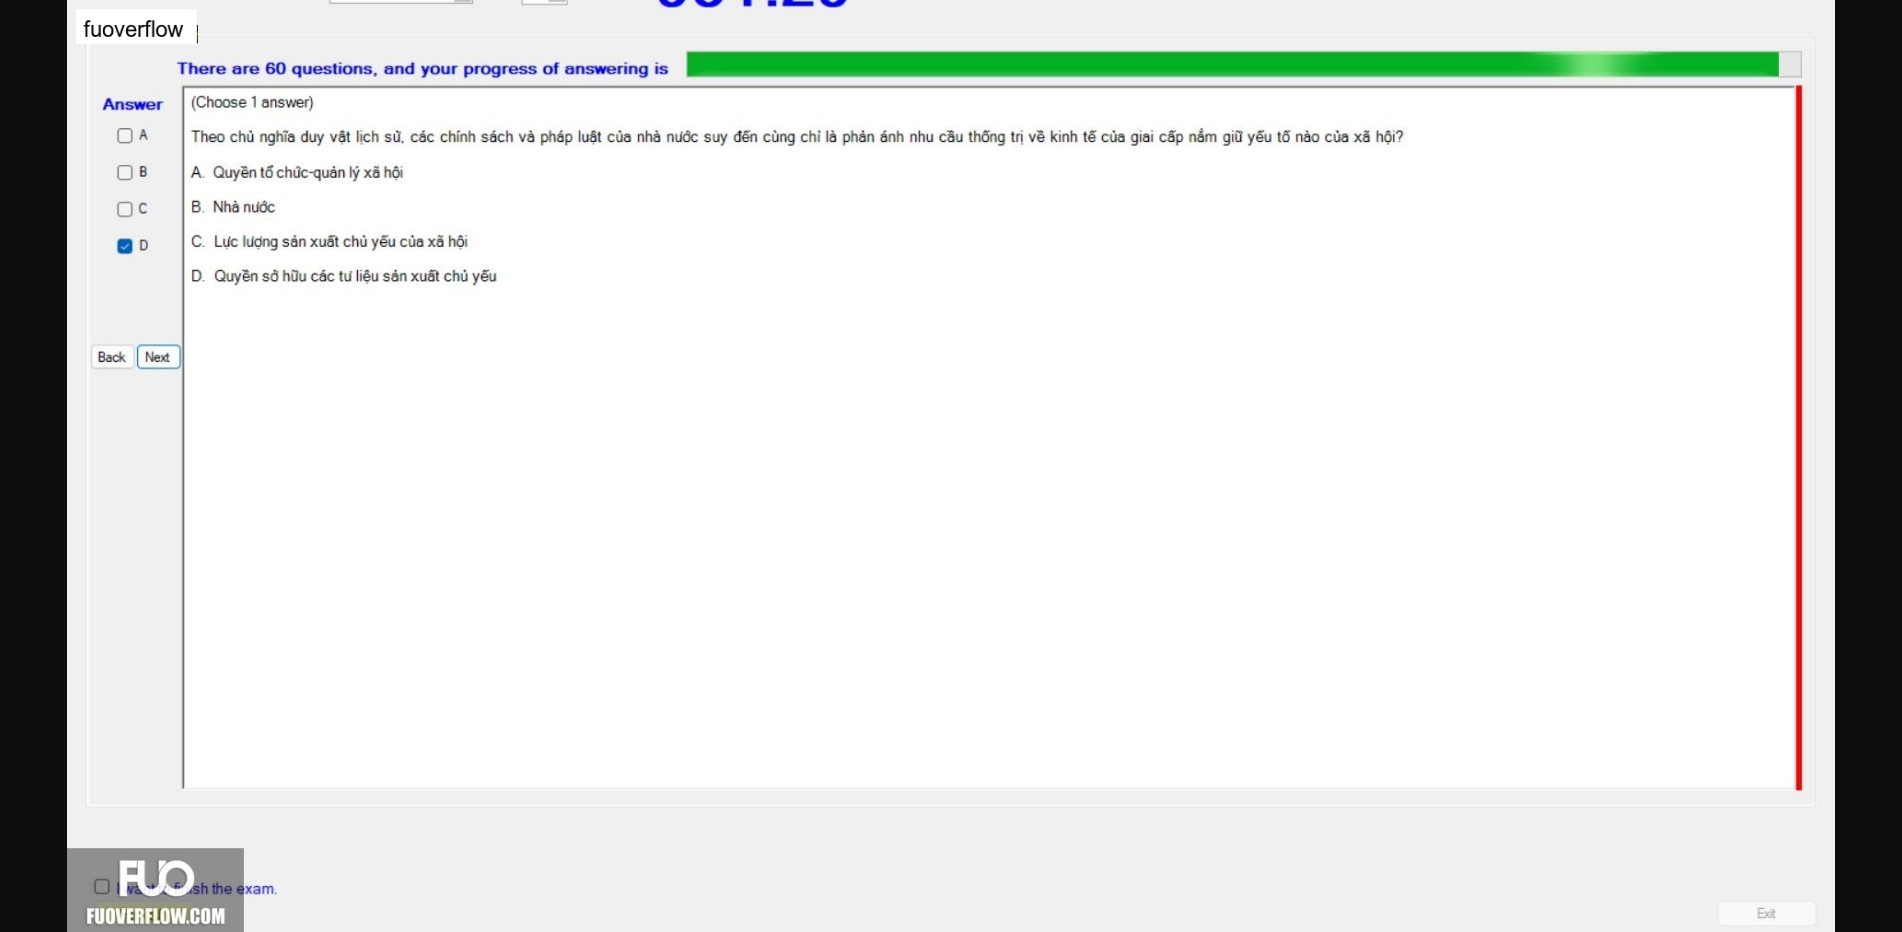 fuoverflow
There are 60 questions, and your progress of answering is
Answer
(Choose 1 answer)
A
Theo chủ nghĩa duy vật lịch sử, các chính sách và pháp luật của nhà nước suy đến cùng chỉ là phản ánh nhu cầu thống trị về kinh tế của giai cấp nắm giữ yếu tố nào của xã hội?
B
A. Quyền tổ chức-quản lý xã hội
C
B. Nhà nước
D
C. Lực lượng sản xuất chủ yếu của xã hội
D. Quyền sở hữu các tư liệu sản xuất chủ yếu
Back Next
FUO
the exam.
FUOVERFLOW.COM
Exit